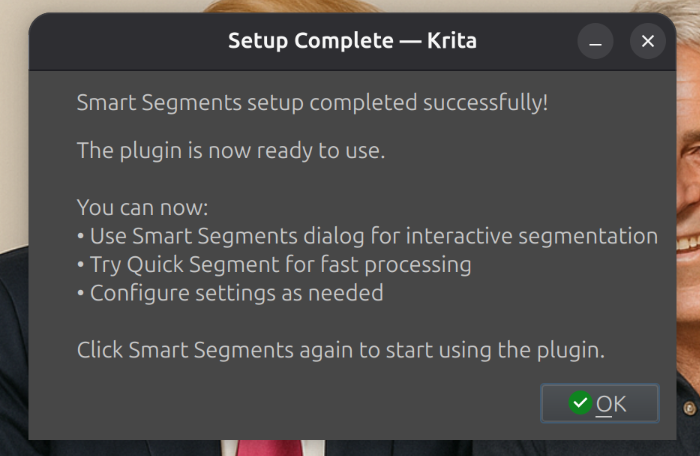 Setup Complete — Krita
Smart Segments setup completed successfully!
The plugin is now ready to use.
You can now:
• Use Smart Segments dialog for interactive segmentation
• Try Quick Segment for fast processing
• Configure settings as needed
Click Smart Segments again to start using the plugin.
OK